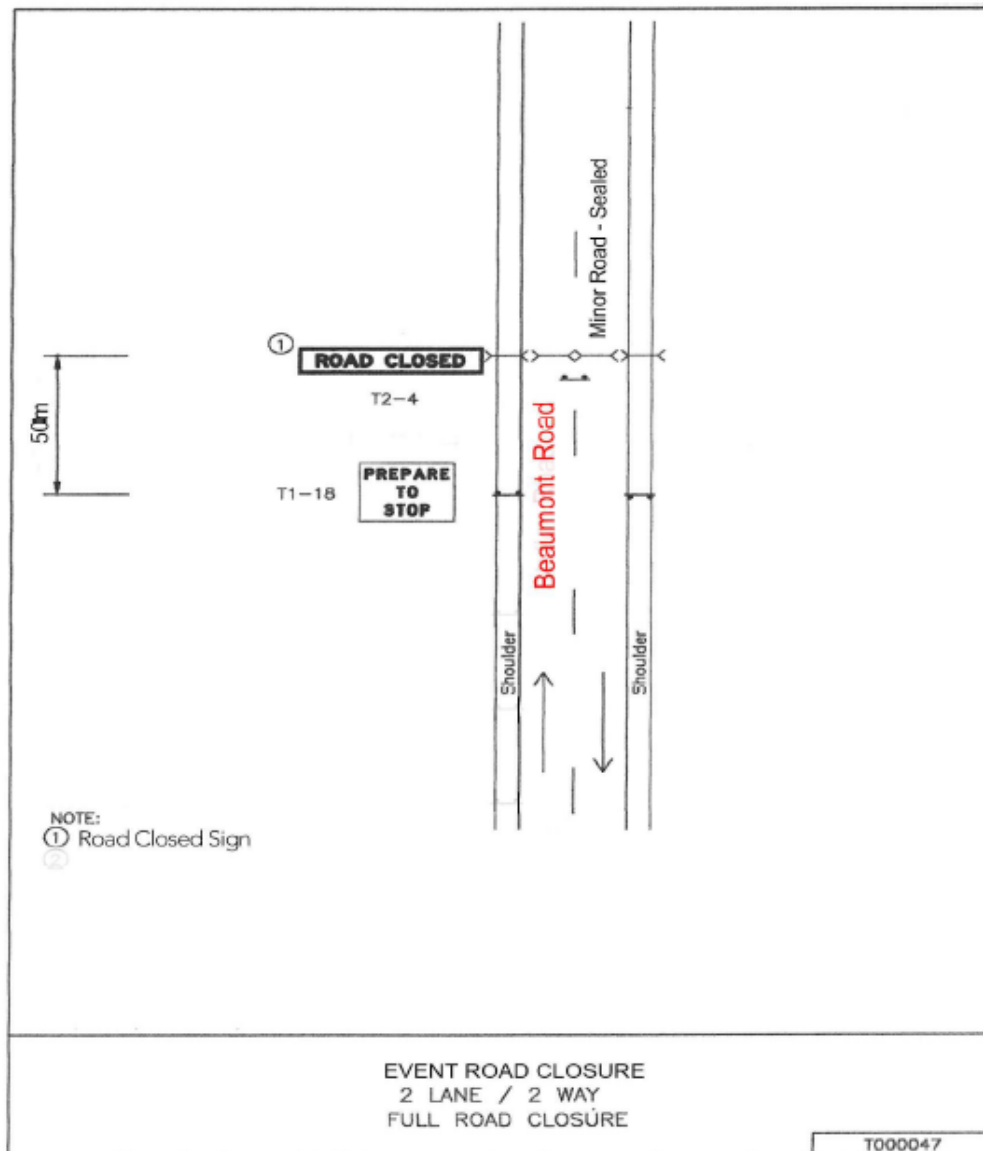 Minor Road - Sealed
①
ROAD CLOSED
T2-4
50m
Beaumont Road
T1-18
PREPARE
TO
STOP
Shoulder
Shoulder
NOTE:
① Road Closed Sign
②
EVENT ROAD CLOSURE
2 LANE / 2 WAY
FULL ROAD CLOSURE
T000047